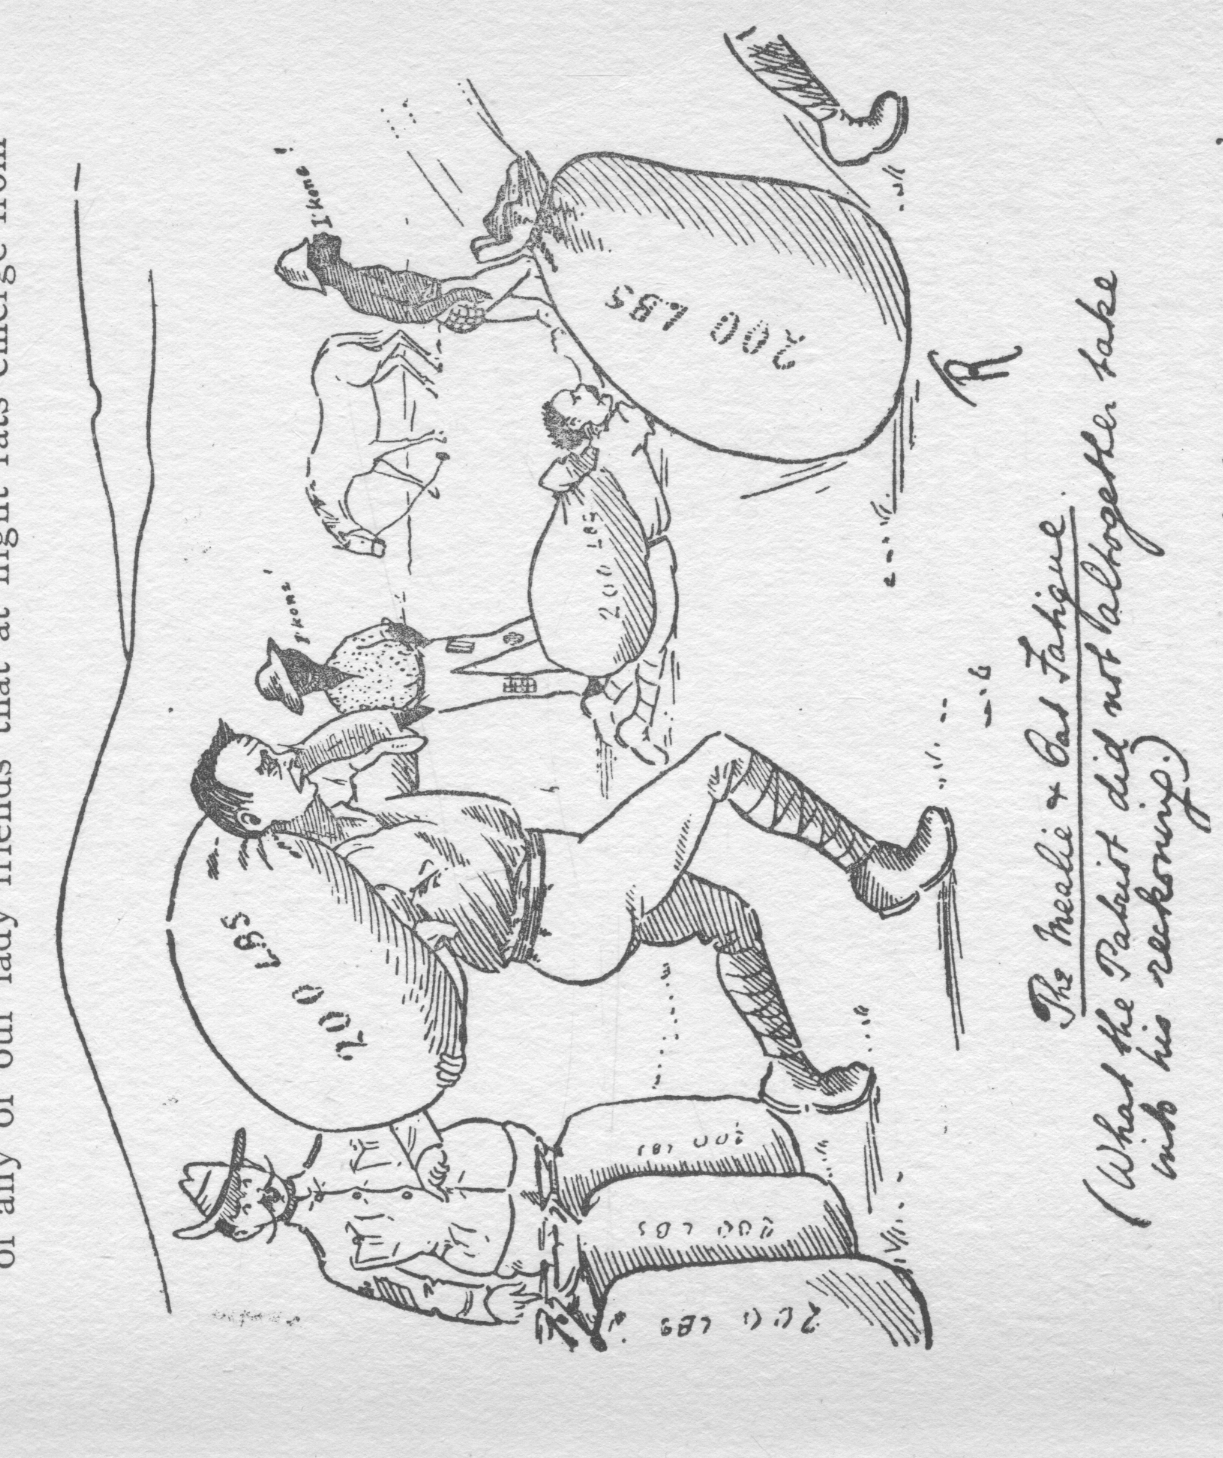 of any of our lady friends that at night rats emerge from
I'kona!
I'kona!
200 LBS
200 LBS
200 LBS
200 LBS
200 LBS
200 LBS
The Mealie & Oat Fatigue.
(What the Patriot did not altogether take
into his reckoning.)